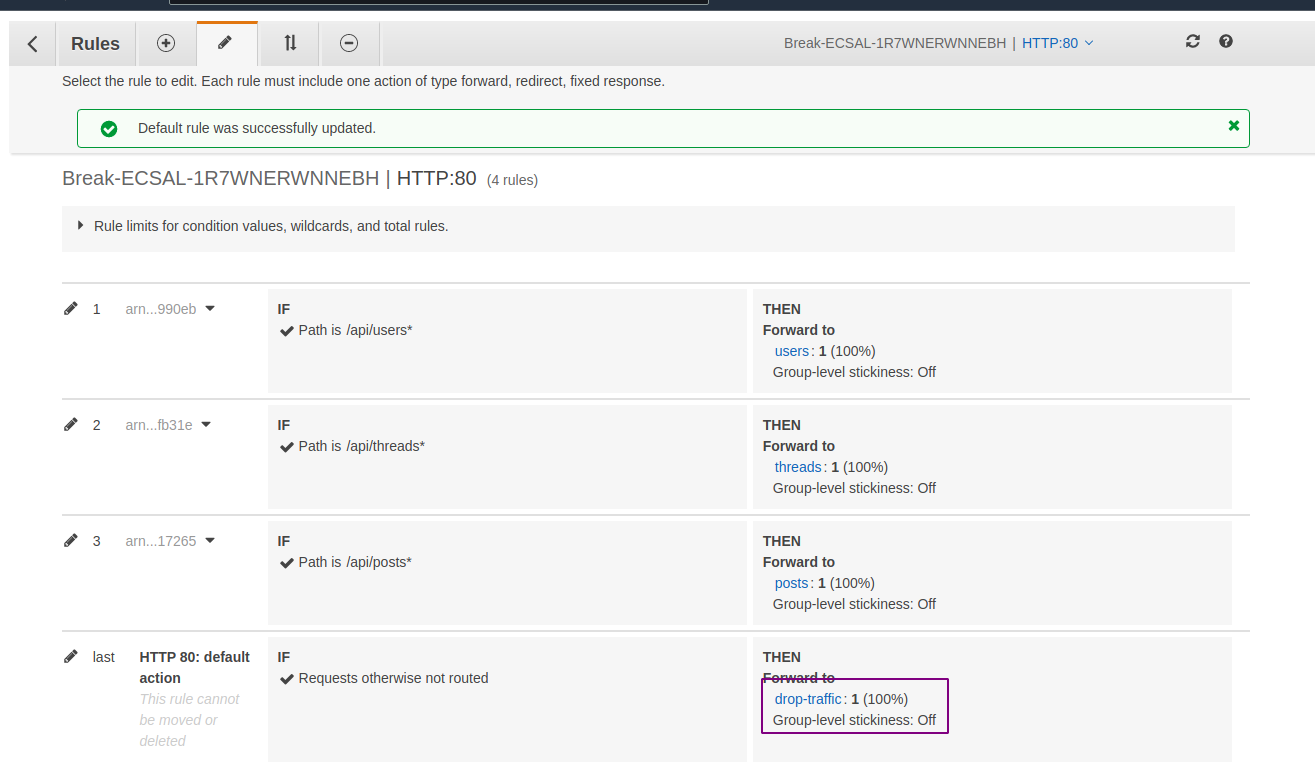 Rules
Break-ECSAL-1R7WNERWNNEBH | HTTP:80
Select the rule to edit. Each rule must include one action of type forward, redirect, fixed response.
Default rule was successfully updated.
Break-ECSAL-1R7WNERWNNEBH | HTTP:80 (4 rules)
Rule limits for condition values, wildcards, and total rules.
1 arn...990eb
IF
Path is /api/users*
THEN
Forward to
users: 1 (100%)
Group-level stickiness: Off
2 arn...fb31e
IF
Path is /api/threads*
THEN
Forward to
threads: 1 (100%)
Group-level stickiness: Off
3 arn...17265
IF
Path is /api/posts*
THEN
Forward to
posts: 1 (100%)
Group-level stickiness: Off
last
HTTP 80: default
action
This rule cannot
be moved or
deleted
IF
Requests otherwise not routed
THEN
Forward to
drop-traffic: 1 (100%)
Group-level stickiness: Off